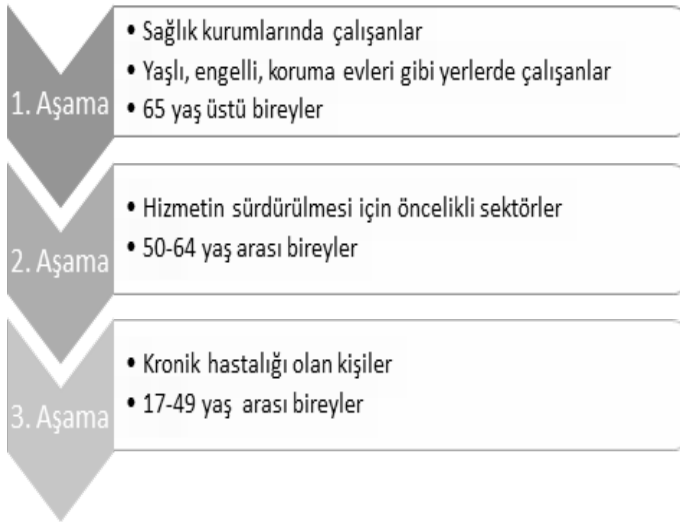 1. Aşama
• Sağlık kurumlarında çalışanlar
• Yaşlı, engelli, koruma evleri gibi yerlerde çalışanlar
• 65 yaş üstü bireyler
2. Aşama
• Hizmetin sürdürülmesi için öncelikli sektörler
• 50-64 yaş arası bireyler
3. Aşama
• Kronik hastalığı olan kişiler
• 17-49 yaş arası bireyler